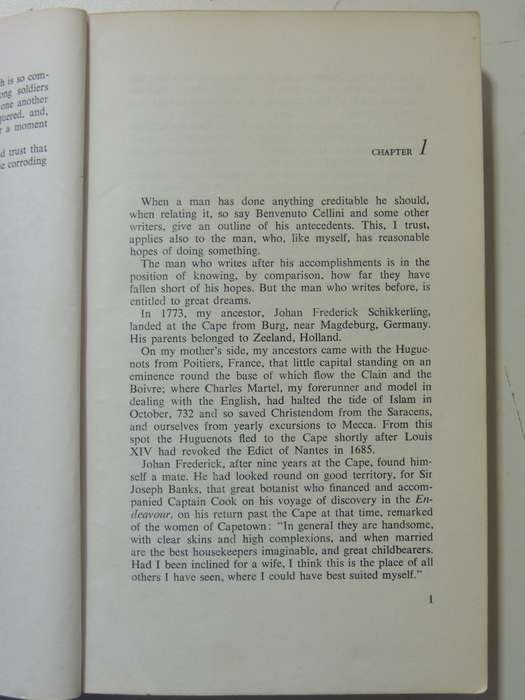 h is so com-
ong soldiers
one another
quered, and,
r a moment
d trust that
e corroding
CHAPTER 1
When a man has done anything creditable he should,
when relating it, so say Benvenuto Cellini and some other
writers, give an outline of his antecedents. This, I trust,
applies also to the man, who, like myself, has reasonable
hopes of doing something.
The man who writes after his accomplishments is in the
position of knowing, by comparison, how far they have
fallen short of his hopes. But the man who writes before, is
entitled to great dreams.
In 1773, my ancestor, Johan Frederick Schikkerling,
landed at the Cape from Burg, near Magdeburg, Germany.
His parents belonged to Zeeland, Holland.
On my mother's side, my ancestors came with the Hugue-
nots from Poitiers, France, that little capital standing on an
eminence round the base of which flow the Clain and the
Boivre; where Charles Martel, my forerunner and model in
dealing with the English, had halted the tide of Islam in
October, 732 and so saved Christendom from the Saracens,
and ourselves from yearly excursions to Mecca. From this
spot the Huguenots fled to the Cape shortly after Louis
XIV had revoked the Edict of Nantes in 1685.
Johan Frederick, after nine years at the Cape, found him-
self a mate. He had looked round on good territory, for Sir
Joseph Banks, that great botanist who financed and accom-
panied Captain Cook on his voyage of discovery in the En-
deavour, on his return past the Cape at that time, remarked
of the women of Capetown: "In general they are handsome,
with clear skins and high complexions, and when married
are the best housekeepers imaginable, and great childbearers.
Had I been inclined for a wife, I think this is the place of all
others I have seen, where I could have best suited myself."
1